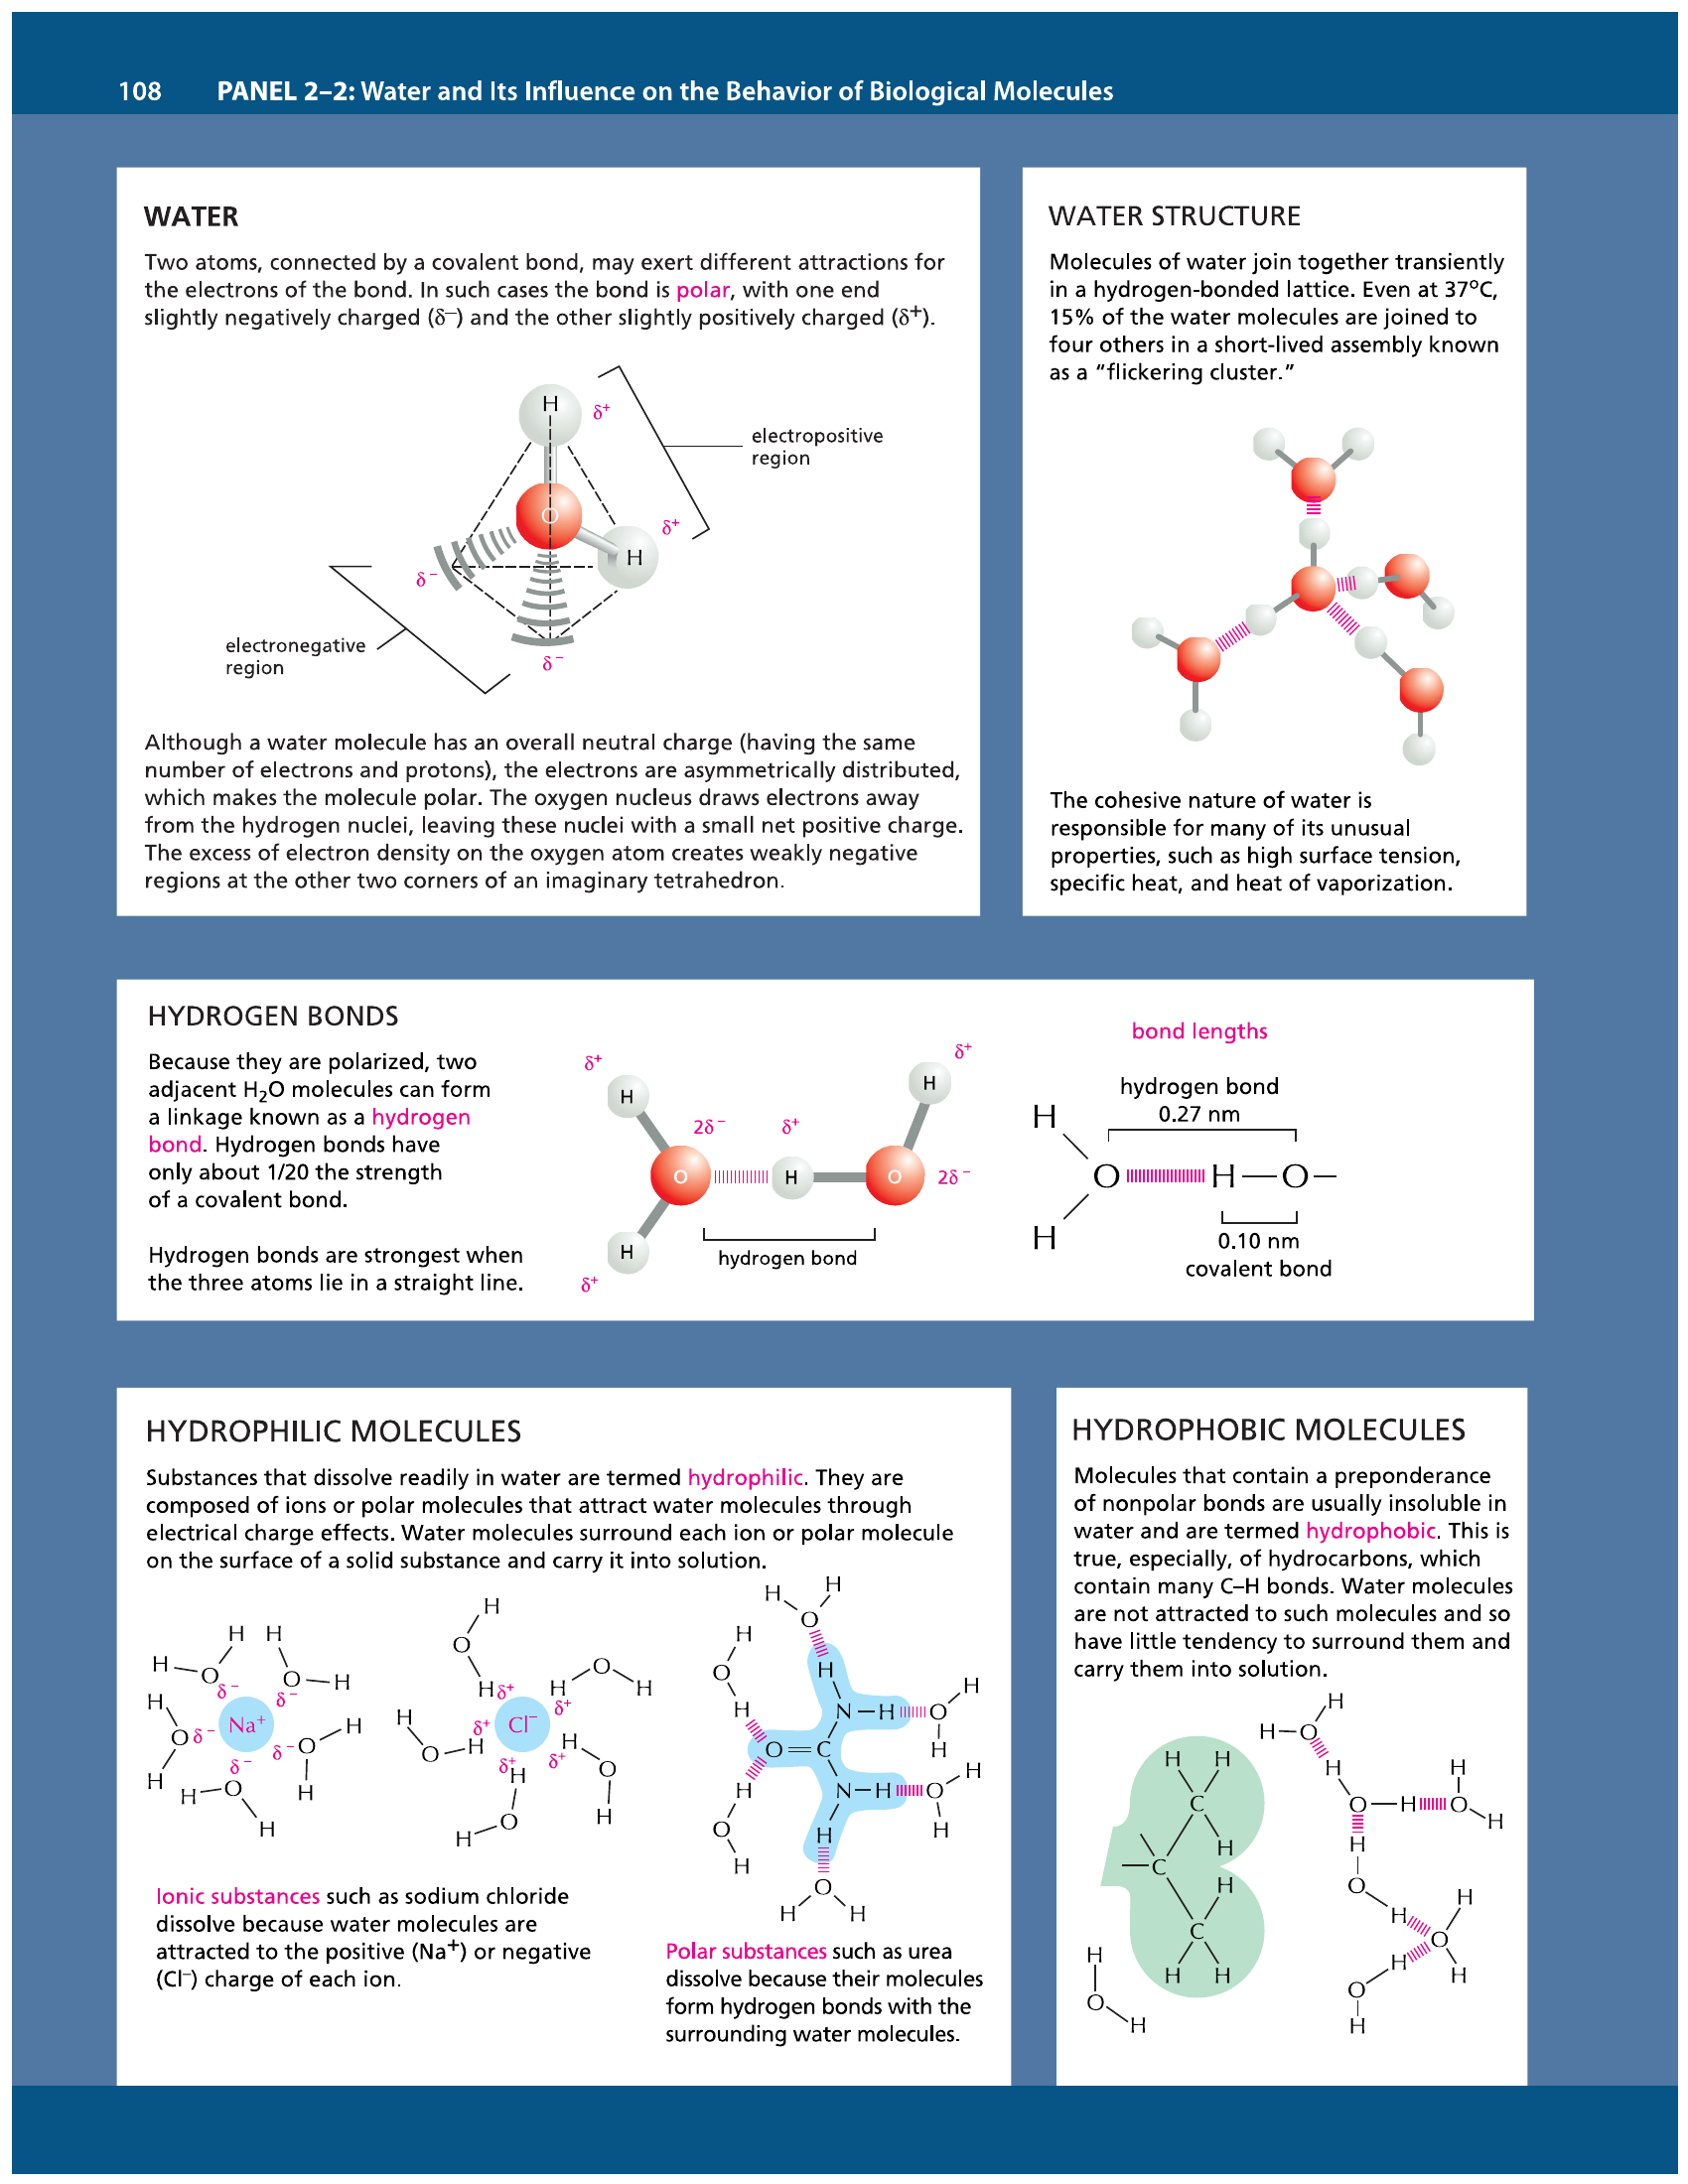 108 PANEL 2–2: Water and Its Influence on the Behavior of Biological Molecules
WATER
Two atoms, connected by a covalent bond, may exert different attractions for
the electrons of the bond. In such cases the bond is polar, with one end
slightly negatively charged (δ–) and the other slightly positively charged (δ+).
H
δ+
electropositive
region
O
δ+
H
δ–
electronegative
region
δ–
Although a water molecule has an overall neutral charge (having the same
number of electrons and protons), the electrons are asymmetrically distributed,
which makes the molecule polar. The oxygen nucleus draws electrons away
from the hydrogen nuclei, leaving these nuclei with a small net positive charge.
The excess of electron density on the oxygen atom creates weakly negative
regions at the other two corners of an imaginary tetrahedron.
WATER STRUCTURE
Molecules of water join together transiently
in a hydrogen-bonded lattice. Even at 37°C,
15% of the water molecules are joined to
four others in a short-lived assembly known
as a “flickering cluster.”
The cohesive nature of water is
responsible for many of its unusual
properties, such as high surface tension,
specific heat, and heat of vaporization.
HYDROGEN BONDS
Because they are polarized, two
adjacent H₂O molecules can form
a linkage known as a hydrogen
bond. Hydrogen bonds have
only about 1/20 the strength
of a covalent bond.
Hydrogen bonds are strongest when
the three atoms lie in a straight line.
δ+ δ+
H H
2δ– δ+
O H O 2δ–
H
δ+
hydrogen bond
bond lengths
hydrogen bond
0.27 nm
H
O H—O–
H
0.10 nm
covalent bond
HYDROPHILIC MOLECULES
Substances that dissolve readily in water are termed hydrophilic. They are
composed of ions or polar molecules that attract water molecules through
electrical charge effects. Water molecules surround each ion or polar molecule
on the surface of a solid substance and carry it into solution.
H H
H O O H
δ– δ–
H
O δ– Na+ δ– O H
δ–
H H O H
H
H
O
H δ+ H O H
δ+
H δ+ Cl–
O H δ+ δ+ H O
H
O H
H
H H
O
H H
O
H N—H O H
H
O=C
H
H N—H O H
O
H H H
O
H H
Ionic substances such as sodium chloride
dissolve because water molecules are
attracted to the positive (Na+) or negative
(Cl–) charge of each ion.
Polar substances such as urea
dissolve because their molecules
form hydrogen bonds with the
surrounding water molecules.
HYDROPHOBIC MOLECULES
Molecules that contain a preponderance
of nonpolar bonds are usually insoluble in
water and are termed hydrophobic. This is
true, especially, of hydrocarbons, which
contain many C–H bonds. Water molecules
are not attracted to such molecules and so
have little tendency to surround them and
carry them into solution.
H
H—O
H H H H
C O—H O
H
H H
C
H
O H
C H O
H H H H
H O
O
H H